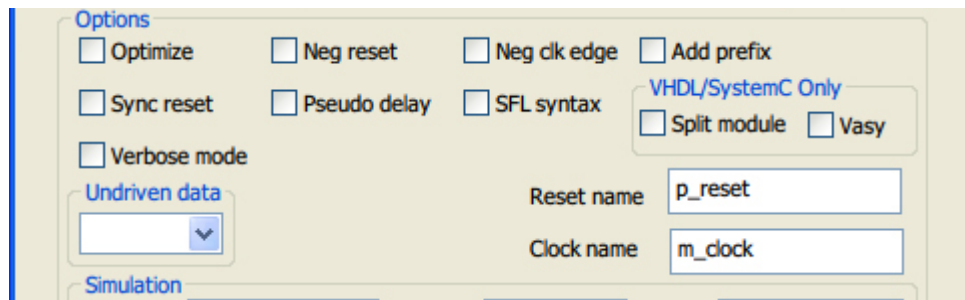 Options
Optimize Neg reset Neg clk edge Add prefix
VHDL/SystemC Only
Sync reset Pseudo delay SFL syntax
Split module Vasy
Verbose mode
Undriven data
Reset name p_reset
Clock name m_clock
Simulation